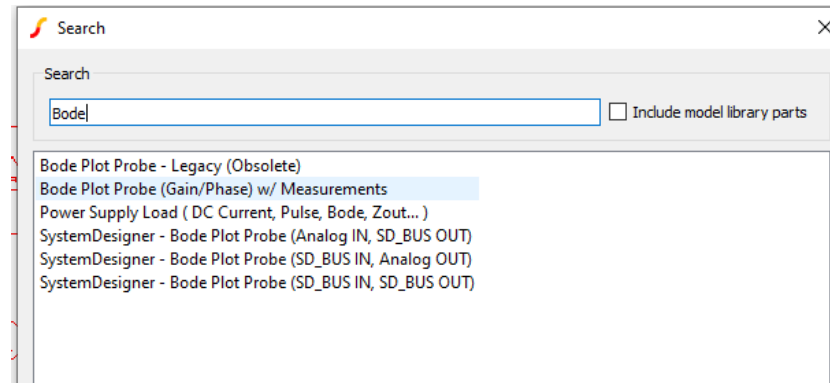 Search
Search
Bode
Include model library parts
Bode Plot Probe - Legacy (Obsolete)
Bode Plot Probe (Gain/Phase) w/ Measurements
Power Supply Load ( DC Current, Pulse, Bode, Zout... )
SystemDesigner - Bode Plot Probe (Analog IN, SD_BUS OUT)
SystemDesigner - Bode Plot Probe (SD_BUS IN, Analog OUT)
SystemDesigner - Bode Plot Probe (SD_BUS IN, SD_BUS OUT)